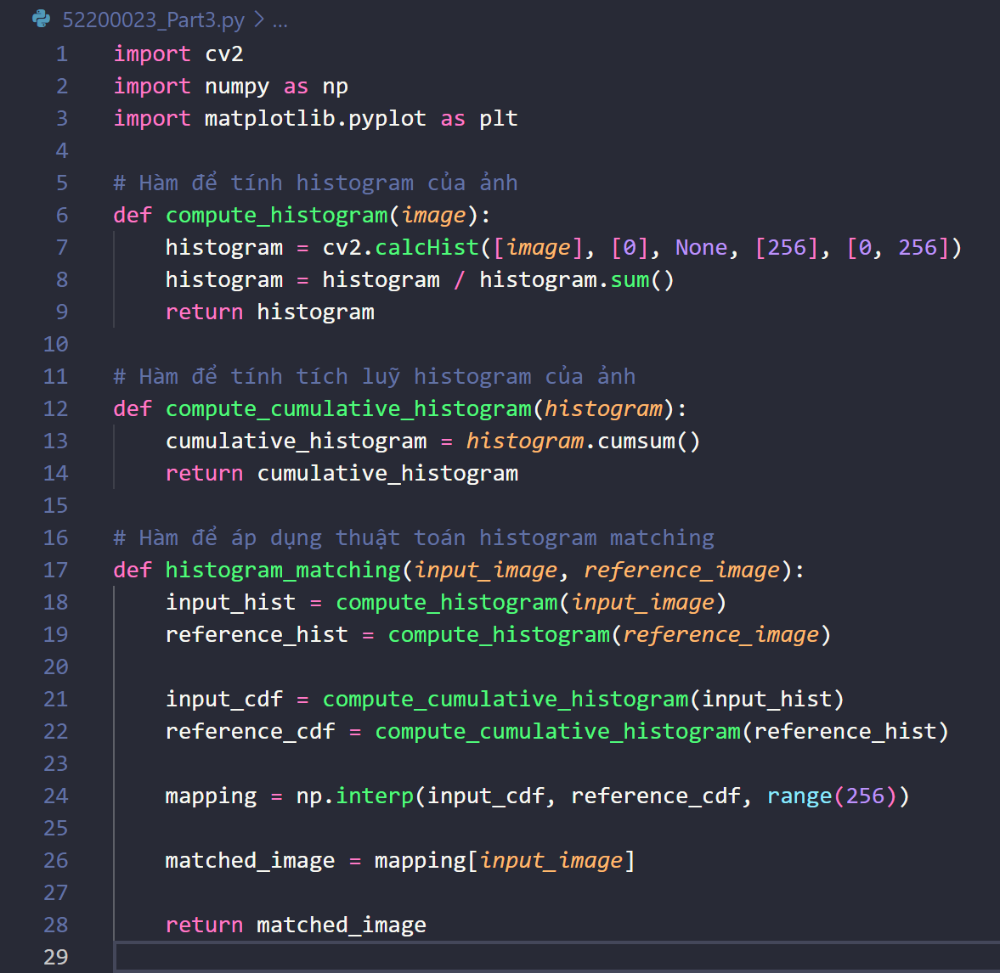 52200023_Part3.py > ...
1 import cv2
2 import numpy as np
3 import matplotlib.pyplot as plt
4
5 # Hàm để tính histogram của ảnh
6 def compute_histogram(image):
7     histogram = cv2.calcHist([image], [0], None, [256], [0, 256])
8     histogram = histogram / histogram.sum()
9     return histogram
10
11 # Hàm để tính tích luỹ histogram của ảnh
12 def compute_cumulative_histogram(histogram):
13     cumulative_histogram = histogram.cumsum()
14     return cumulative_histogram
15
16 # Hàm để áp dụng thuật toán histogram matching
17 def histogram_matching(input_image, reference_image):
18     input_hist = compute_histogram(input_image)
19     reference_hist = compute_histogram(reference_image)
20
21     input_cdf = compute_cumulative_histogram(input_hist)
22     reference_cdf = compute_cumulative_histogram(reference_hist)
23
24     mapping = np.interp(input_cdf, reference_cdf, range(256))
25
26     matched_image = mapping[input_image]
27
28     return matched_image
29